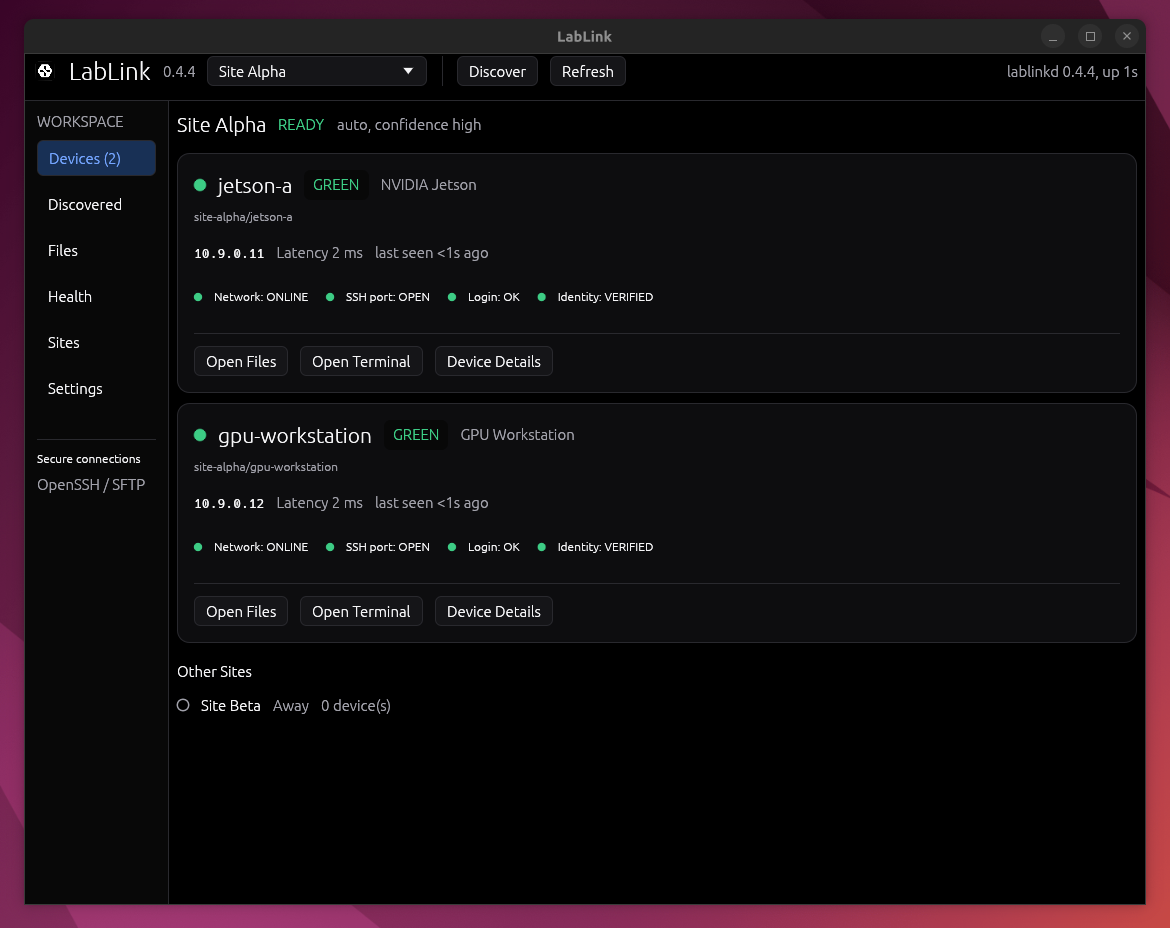 LabLink
LabLink 0.4.4 Site Alpha Discover Refresh lablinkd 0.4.4, up 1s
WORKSPACE
Devices (2)
Discovered
Files
Health
Sites
Settings
Secure connections
OpenSSH / SFTP
Site Alpha READY auto, confidence high
jetson-a GREEN NVIDIA Jetson
site-alpha/jetson-a
10.9.0.11 Latency 2 ms last seen <1s ago
Network: ONLINE SSH port: OPEN Login: OK Identity: VERIFIED
Open Files Open Terminal Device Details
gpu-workstation GREEN GPU Workstation
site-alpha/gpu-workstation
10.9.0.12 Latency 2 ms last seen <1s ago
Network: ONLINE SSH port: OPEN Login: OK Identity: VERIFIED
Open Files Open Terminal Device Details
Other Sites
Site Beta Away 0 device(s)